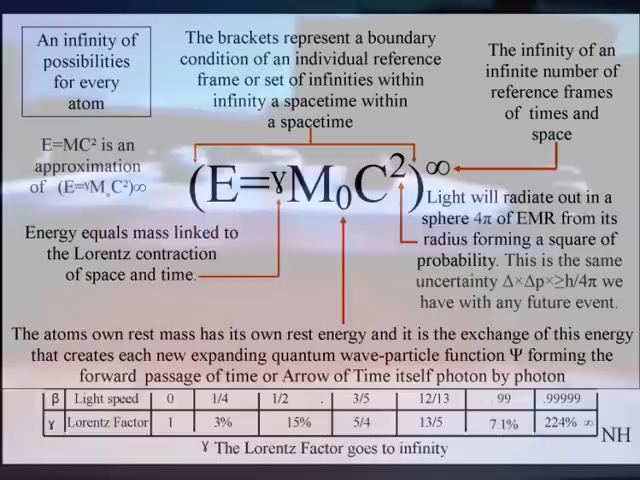 An infinity of
possibilities
for every
atom
The brackets represent a boundary
condition of an individual reference
frame or set of infinities within
infinity a spacetime within
a spacetime
The infinity of an
infinite number of
reference frames
of times and
space
E=MC² is an
approximation
of (E=ɤM₀C²)∞
(E=ɤM₀C²)∞
Energy equals mass linked to
the Lorentz contraction
of space and time.
Light will radiate out in a
sphere 4π of EMR from its
radius forming a square of
probability. This is the same
uncertainty Δ×Δp×≥h/4π we
have with any future event.
The atoms own rest mass has its own rest energy and it is the exchange of this energy
that creates each new expanding quantum wave-particle function Ψ forming the
forward passage of time or Arrow of Time itself photon by photon
β Light speed 0 1/4 1/2 . 3/5 12/13 . 99 .99999
ɤ Lorentz Factor 1 3% 15% 5/4 13/5 7.1% 224% ∞
NH
ɤ The Lorentz Factor goes to infinity